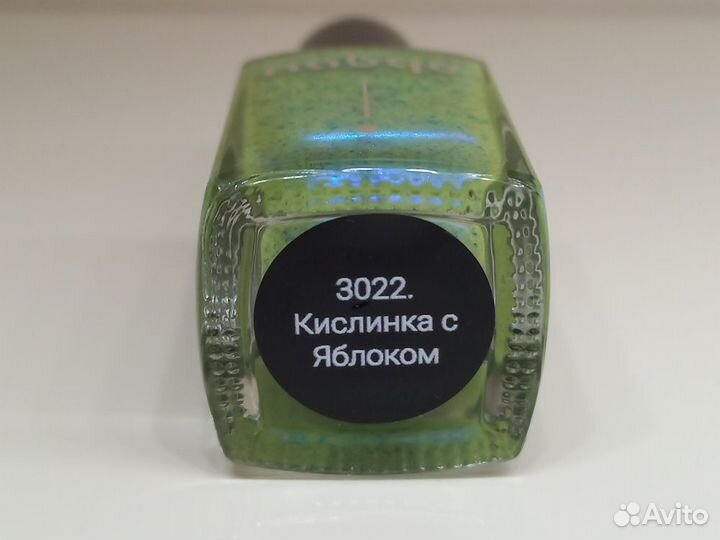 3022.
Кислинка с
Яблоком
Avito